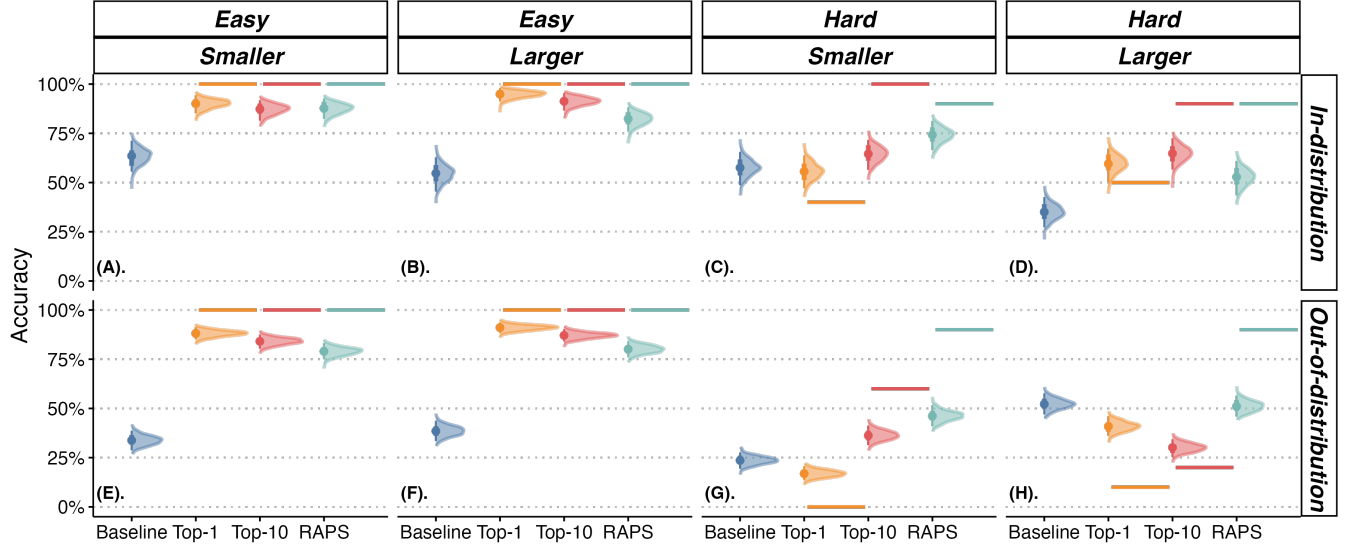 Easy Easy Hard Hard
Smaller Larger Smaller Larger
Accuracy
100%
75%
50%
25%
0%
(A). (B). (C). (D).
In-distribution
100%
75%
50%
25%
0%
(E). (F). (G). (H).
Out-of-distribution
Baseline Top-1 Top-10 RAPS Baseline Top-1 Top-10 RAPS Baseline Top-1 Top-10 RAPS Baseline Top-1 Top-10 RAPS